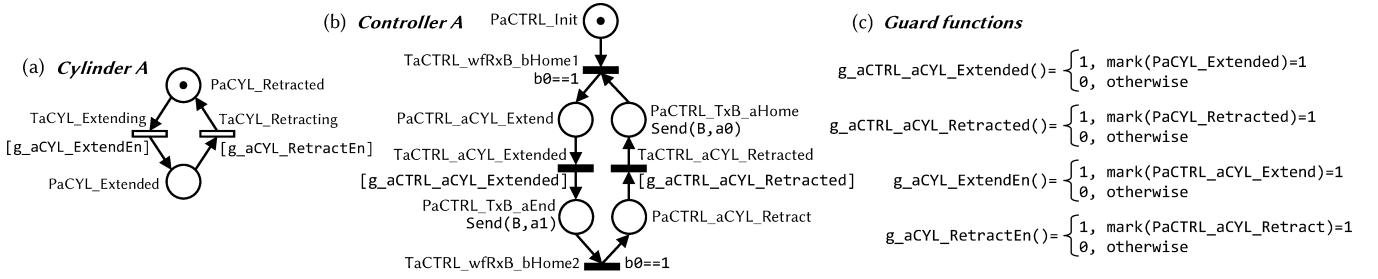 (a) Cylinder A
PaCYL_Retracted
TaCYL_Extending
TaCYL_Retracting
[g_aCYL_ExtendEn]
[g_aCYL_RetractEn]
PaCYL_Extended
(b) Controller A
PaCTRL_Init
TaCTRL_wfRxB_bHome1
b0==1
PaCTRL_aCYL_Extend
PaCTRL_TxB_aHome
Send(B,a0)
TaCTRL_aCYL_Extended
TaCTRL_aCYL_Retracted
[g_aCTRL_aCYL_Extended]
[g_aCTRL_aCYL_Retracted]
PaCTRL_TxB_aEnd
Send(B,a1)
PaCTRL_aCYL_Retract
TaCTRL_wfRxB_bHome2
b0==1
(c) Guard functions
g_aCTRL_aCYL_Extended()=
1, mark(PaCYL_Extended)=1
0, otherwise
g_aCTRL_aCYL_Retracted()=
1, mark(PaCYL_Retracted)=1
0, otherwise
g_aCYL_ExtendEn()=
1, mark(PaCTRL_aCYL_Extend)=1
0, otherwise
g_aCYL_RetractEn()=
1, mark(PaCTRL_aCYL_Retract)=1
0, otherwise